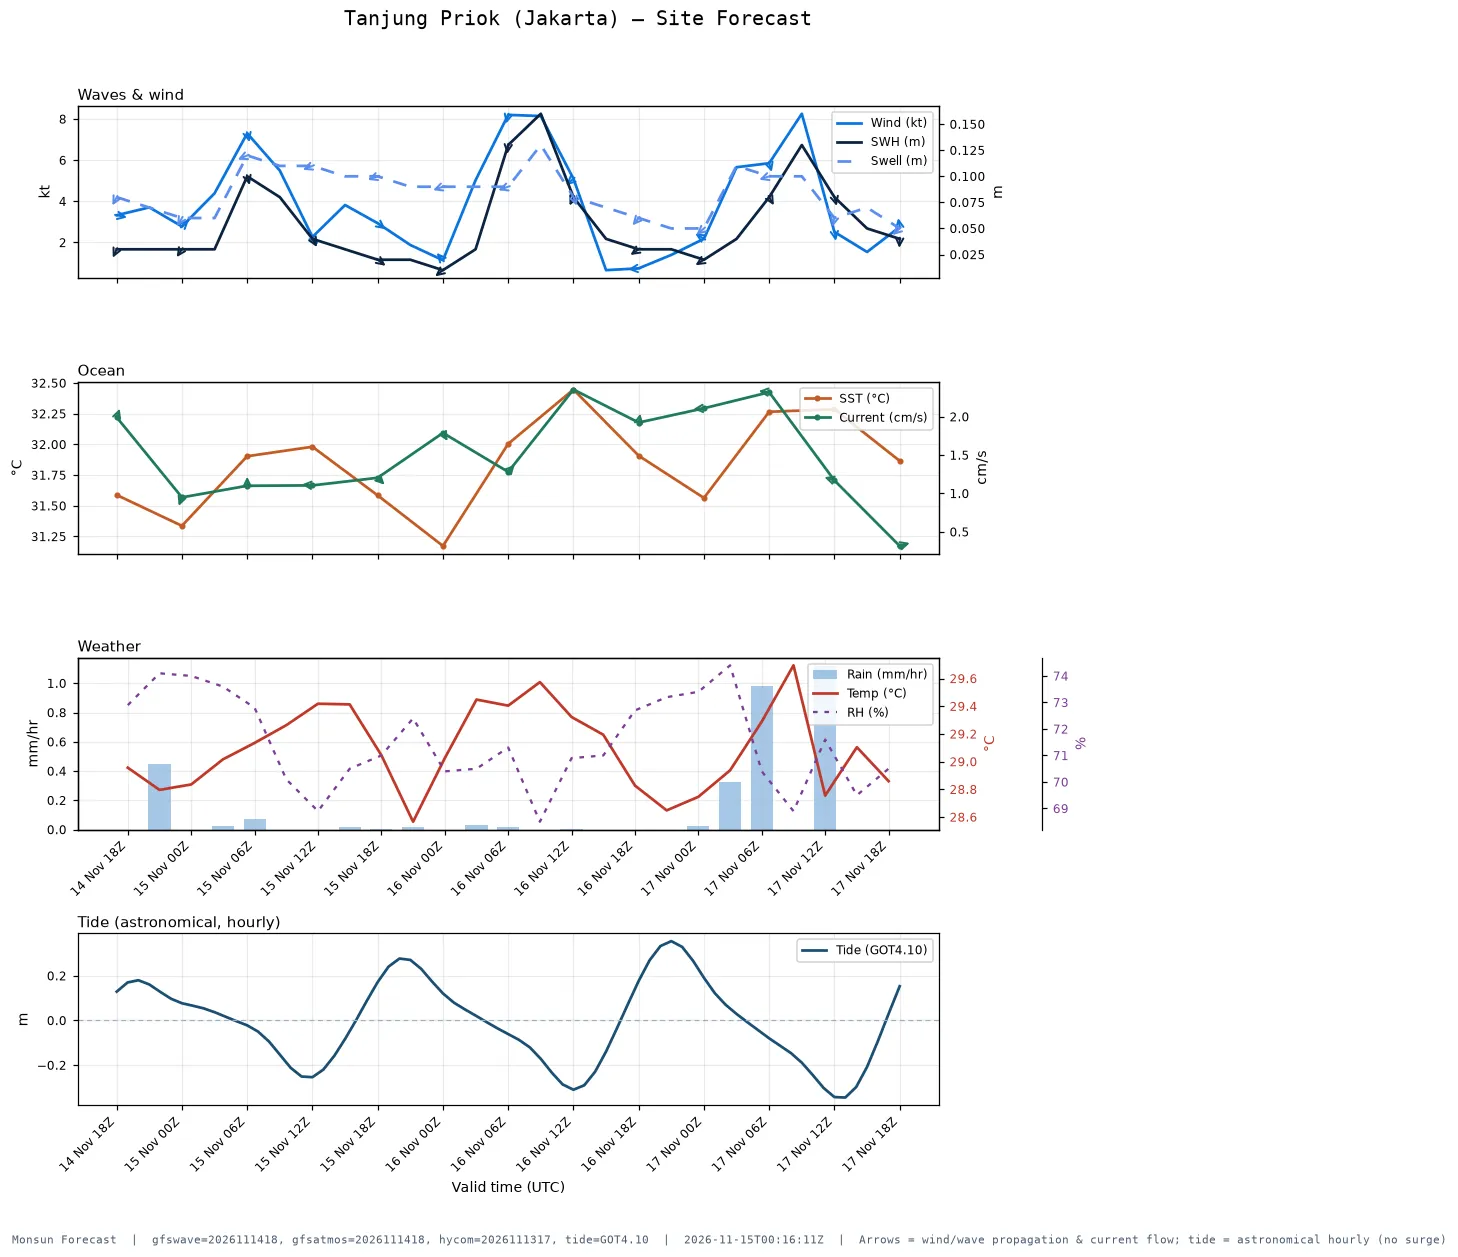 Tanjung Priok (Jakarta) — Site Forecast
Waves & wind
8
6
4
2
kt
0.150
0.125
0.100
0.075
0.050
0.025
m
Wind (kt)
SWH (m)
Swell (m)
Ocean
32.50
32.25
32.00
31.75
31.50
31.25
°C
2.0
1.5
1.0
0.5
cm/s
SST (°C)
Current (cm/s)
Weather
1.0
0.8
0.6
0.4
0.2
0.0
mm/hr
29.6
29.4
29.2
29.0
28.8
28.6
°C
74
73
72
71
70
69
%
Rain (mm/hr)
Temp (°C)
RH (%)
14 Nov 18Z
15 Nov 00Z
15 Nov 06Z
15 Nov 12Z
15 Nov 18Z
16 Nov 00Z
16 Nov 06Z
16 Nov 12Z
16 Nov 18Z
17 Nov 00Z
17 Nov 06Z
17 Nov 12Z
17 Nov 18Z
Tide (astronomical, hourly)
0.2
0.0
−0.2
m
Tide (GOT4.10)
14 Nov 18Z
15 Nov 00Z
15 Nov 06Z
15 Nov 12Z
15 Nov 18Z
16 Nov 00Z
16 Nov 06Z
16 Nov 12Z
16 Nov 18Z
17 Nov 00Z
17 Nov 06Z
17 Nov 12Z
17 Nov 18Z
Valid time (UTC)
Monsun Forecast | gfswave=2026111418, gfsatmos=2026111418, hycom=2026111317, tide=GOT4.10 | 2026-11-15T00:16:11Z | Arrows = wind/wave propagation & current flow; tide = astronomical hourly (no surge)